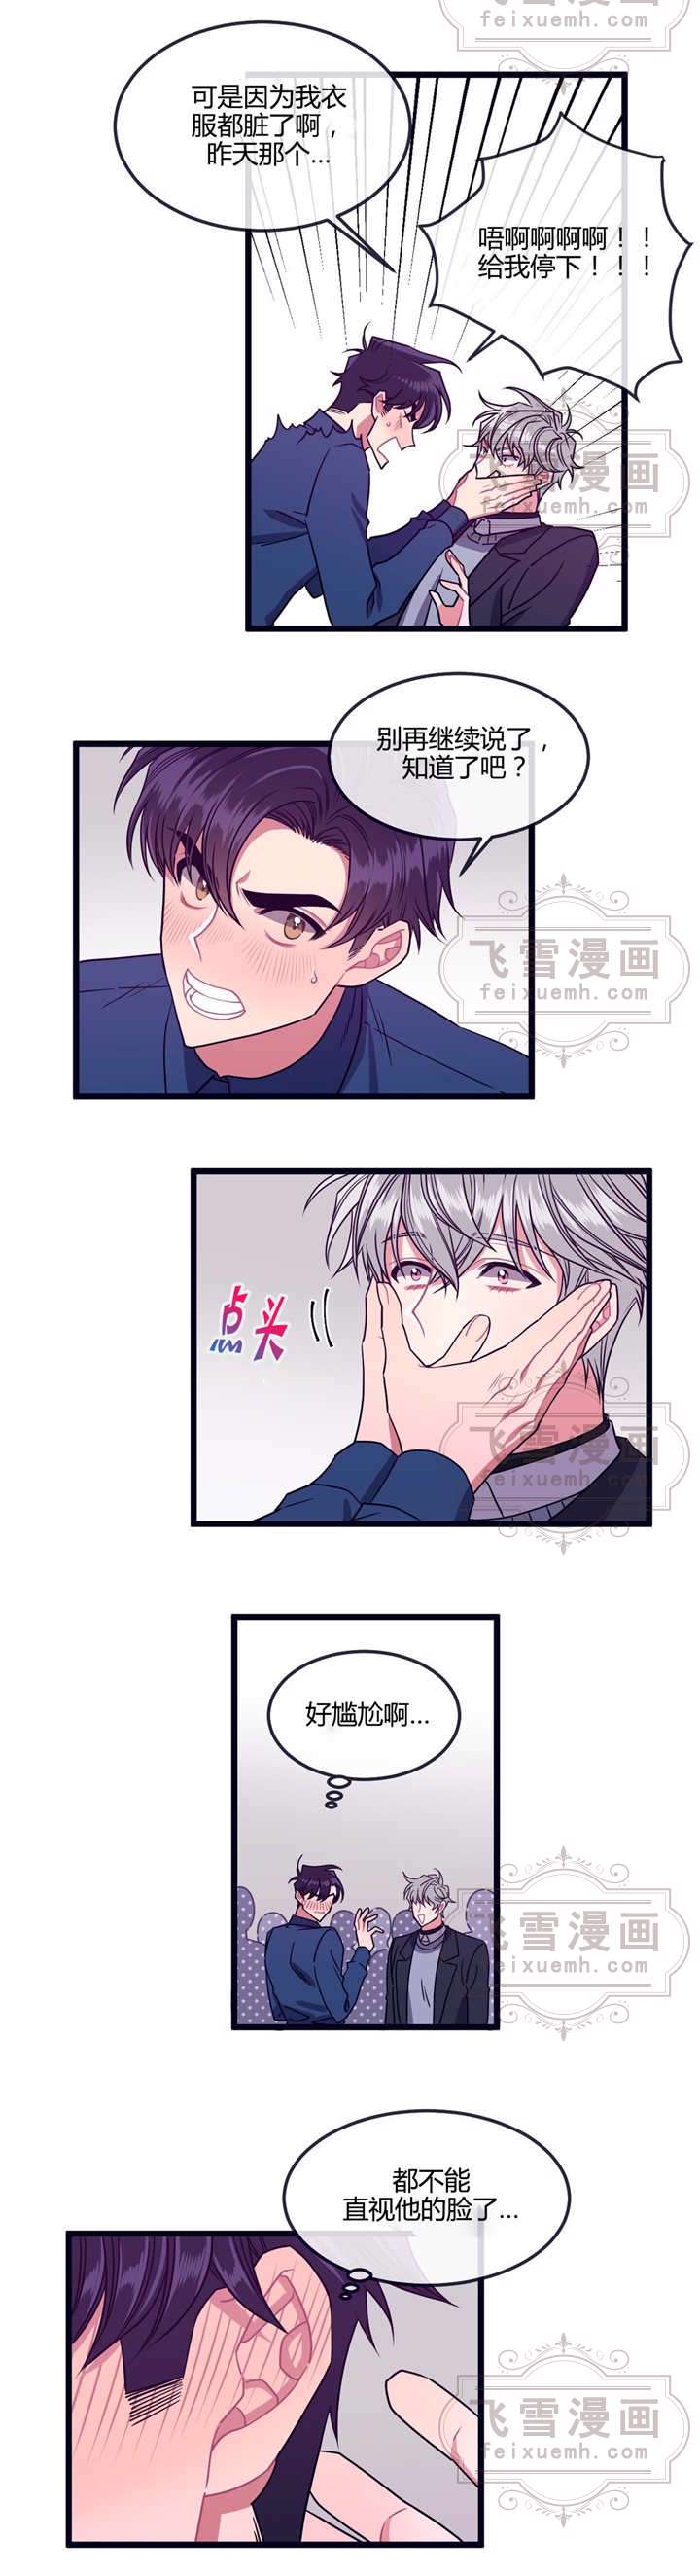 飞雪漫画
feixuemh.com
可是因为我衣
服都脏了啊，
昨天那个...
唔啊啊啊啊！！
给我停下！！！
飞雪漫画
feixuemh.com
别再继续说了，
知道了吧？
飞雪漫画
feixuemh.com
点头
飞雪漫画
feixuemh.com
好尴尬啊...
飞雪漫画
feixuemh.com
都不能
直视他的脸了...
飞雪漫画
feixuemh.com